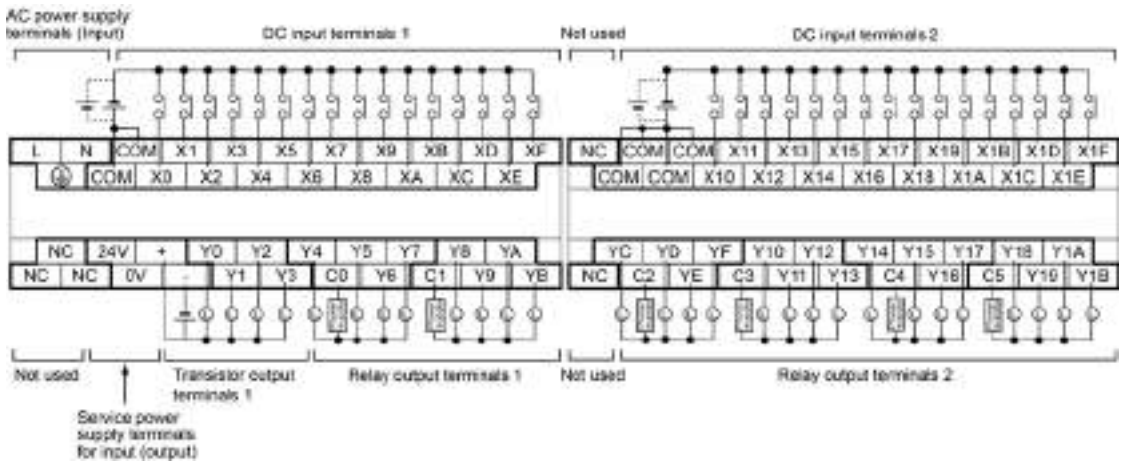 AC power supply
terminals (Input)
DC input terminals 1
Not used
DC input terminals 2
L N COM X1 X3 X5 X7 X9 XB XD XF
NC COM COM X11 X13 X15 X17 X19 X1B X1D X1F
COM X0 X2 X4 X6 X8 XA XC XE
COM COM X10 X12 X14 X16 X18 X1A X1C X1E
NC 24V + Y0 Y2 Y4 Y5 Y7 Y8 YA
YC YD YF Y10 Y12 Y14 Y15 Y17 Y18 Y1A
NC NC 0V - Y1 Y3 C0 Y6 C1 Y9 YB
NC C2 YE C3 Y11 Y13 C4 Y16 C5 Y19 Y1B
Not used
Transistor output
terminals 1
Relay output terminals 1
Not used
Relay output terminals 2
Service power
supply terminals
for input (output)